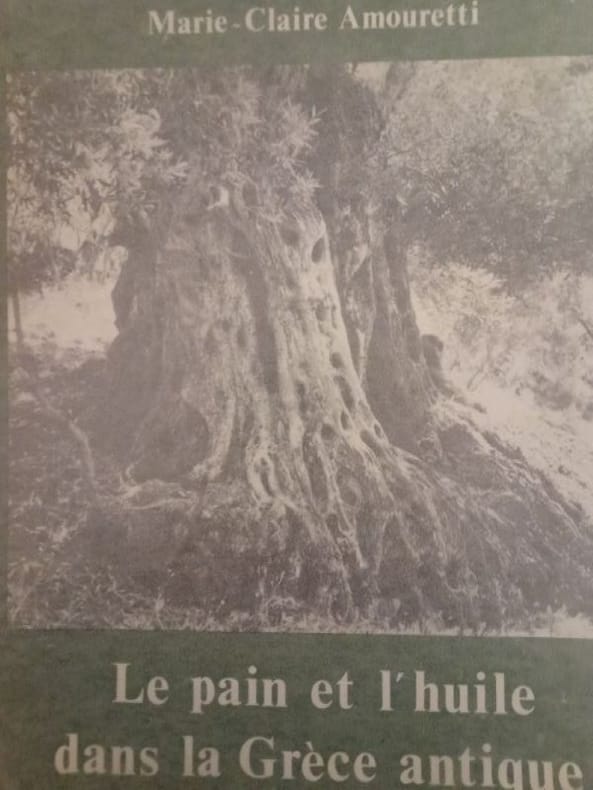 Marie-Claire Amouretti
Le pain et l'huile
dans la Grèce antique